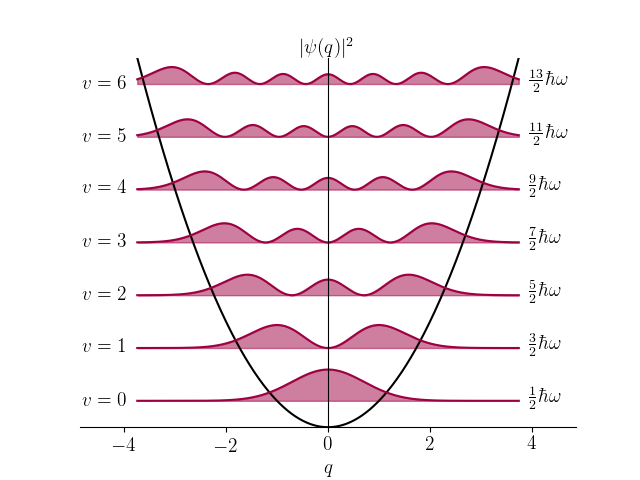 |ψ(q)|²
v = 6 13/2 ħω
v = 5 11/2 ħω
v = 4 9/2 ħω
v = 3 7/2 ħω
v = 2 5/2 ħω
v = 1 3/2 ħω
v = 0 1/2 ħω
−4 −2 0 2 4
q